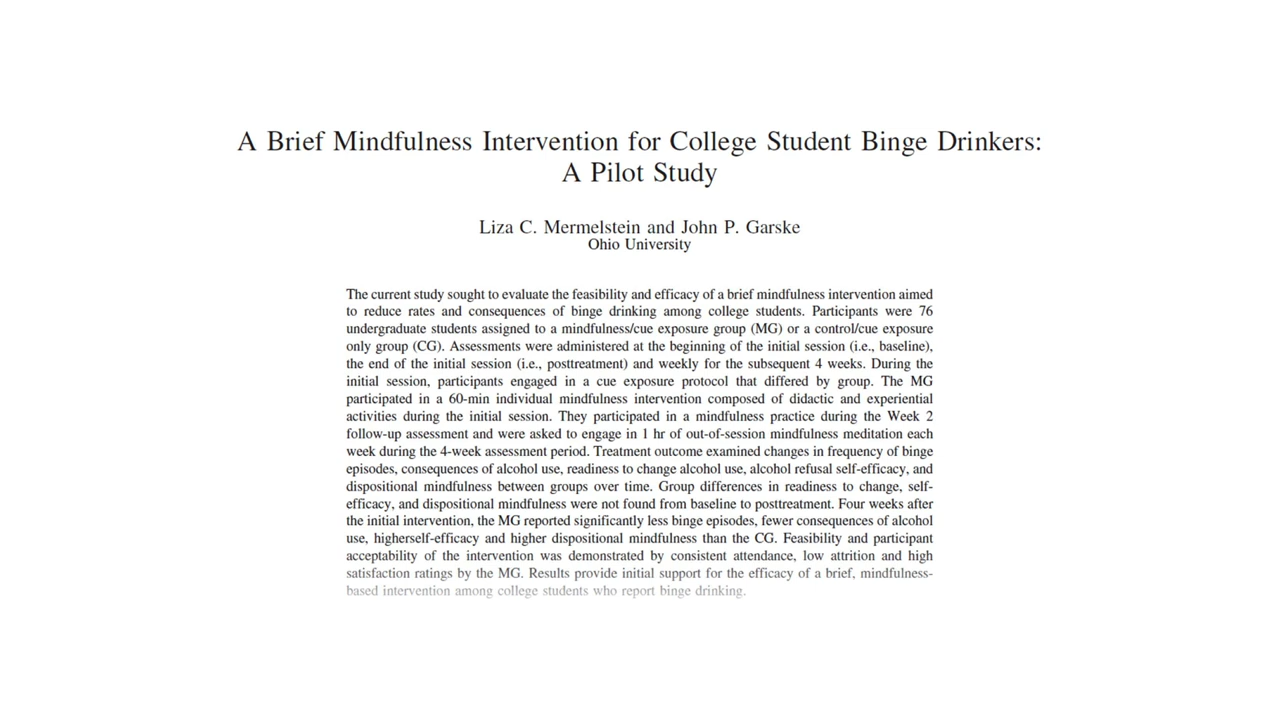 A Brief Mindfulness Intervention for College Student Binge Drinkers:
A Pilot Study
Liza C. Mermelstein and John P. Garske
Ohio University
The current study sought to evaluate the feasibility and efficacy of a brief mindfulness intervention aimed
to reduce rates and consequences of binge drinking among college students. Participants were 76
undergraduate students assigned to a mindfulness/cue exposure group (MG) or a control/cue exposure
only group (CG). Assessments were administered at the beginning of the initial session (i.e., baseline),
the end of the initial session (i.e., posttreatment) and weekly for the subsequent 4 weeks. During the
initial session, participants engaged in a cue exposure protocol that differed by group. The MG
participated in a 60-min individual mindfulness intervention composed of didactic and experiential
activities during the initial session. They participated in a mindfulness practice during the Week 2
follow-up assessment and were asked to engage in 1 hr of out-of-session mindfulness meditation each
week during the 4-week assessment period. Treatment outcome examined changes in frequency of binge
episodes, consequences of alcohol use, readiness to change alcohol use, alcohol refusal self-efficacy, and
dispositional mindfulness between groups over time. Group differences in readiness to change, self-
efficacy, and dispositional mindfulness were not found from baseline to posttreatment. Four weeks after
the initial intervention, the MG reported significantly less binge episodes, fewer consequences of alcohol
use, higherself-efficacy and higher dispositional mindfulness than the CG. Feasibility and participant
acceptability of the intervention was demonstrated by consistent attendance, low attrition and high
satisfaction ratings by the MG. Results provide initial support for the efficacy of a brief, mindfulness-
based intervention among college students who report binge drinking.